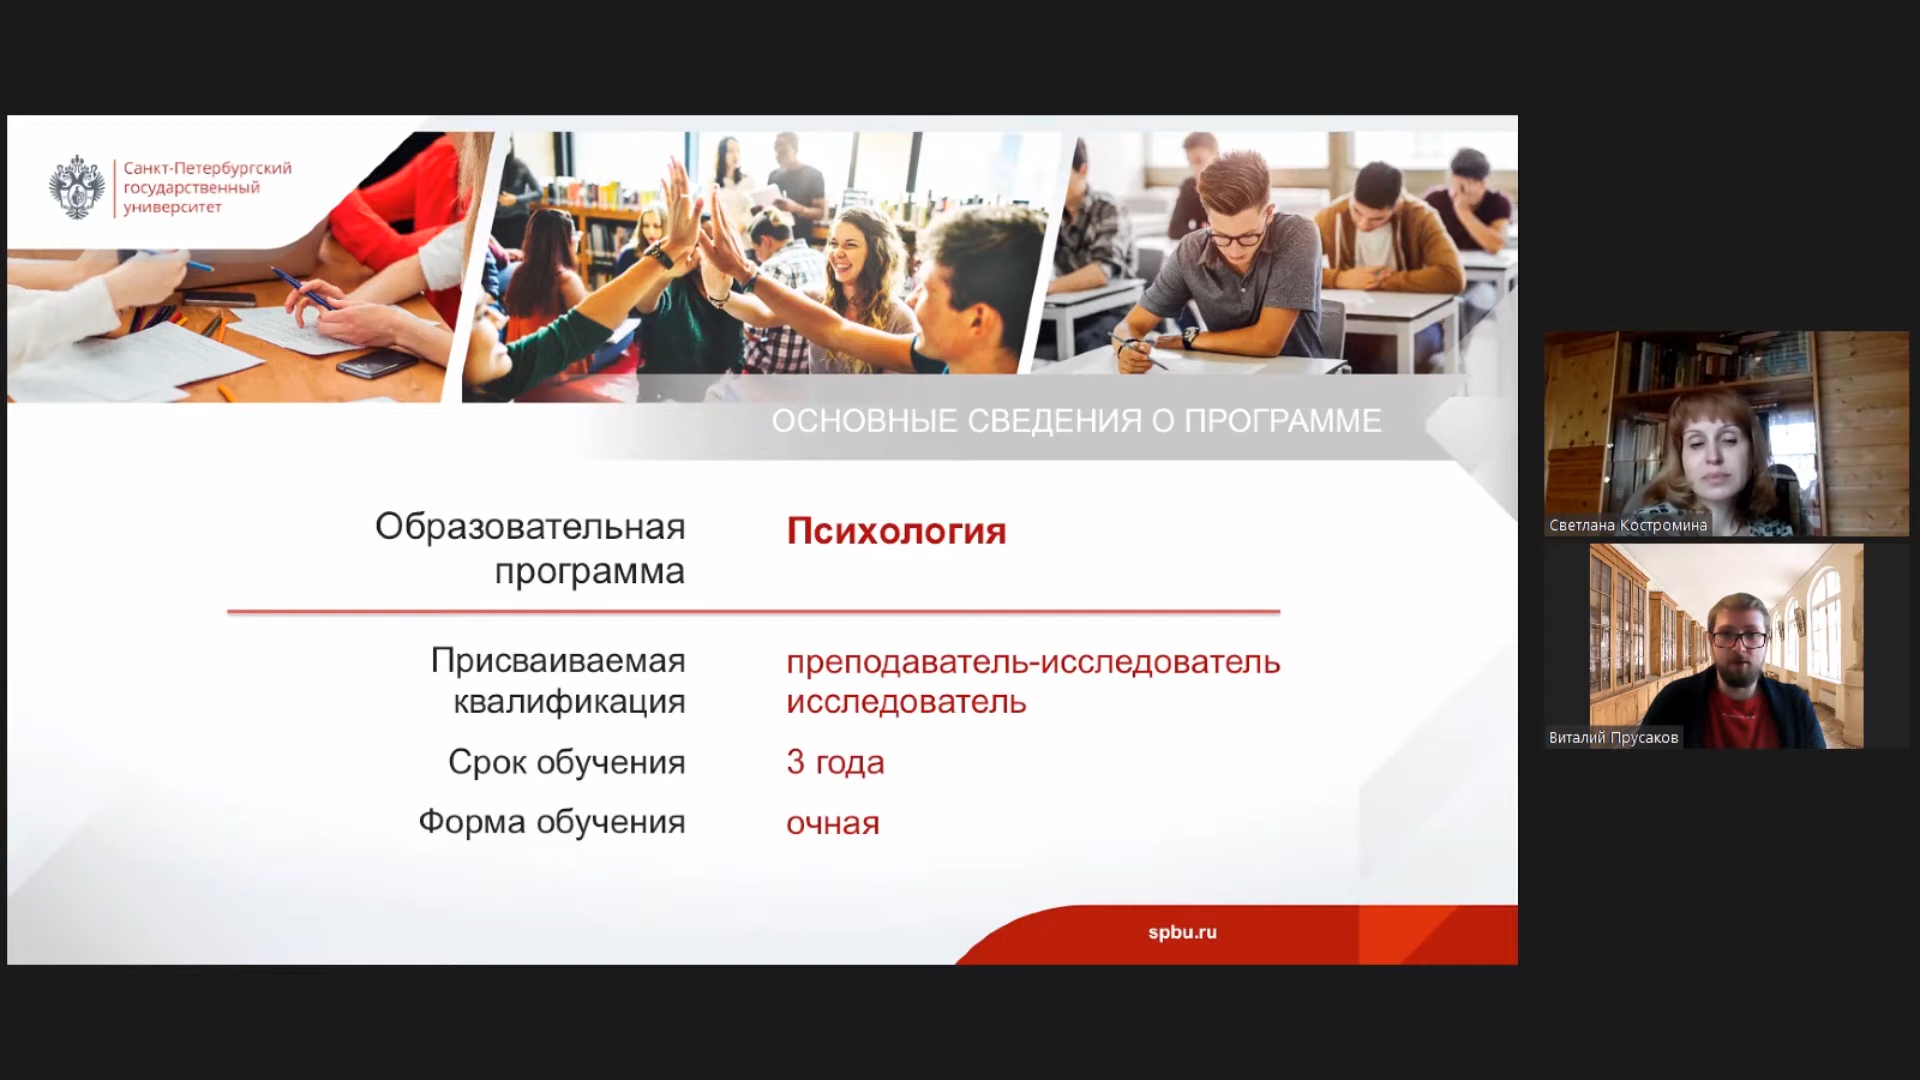 Санкт-Петербургский
государственный
университет
ОСНОВНЫЕ СВЕДЕНИЯ О ПРОГРАММЕ
Образовательная
программа
Психология
Присваиваемая
квалификация
преподаватель-исследователь
исследователь
Срок обучения
3 года
Форма обучения
очная
spbu.ru
Светлана Костромина
Виталий Прусаков